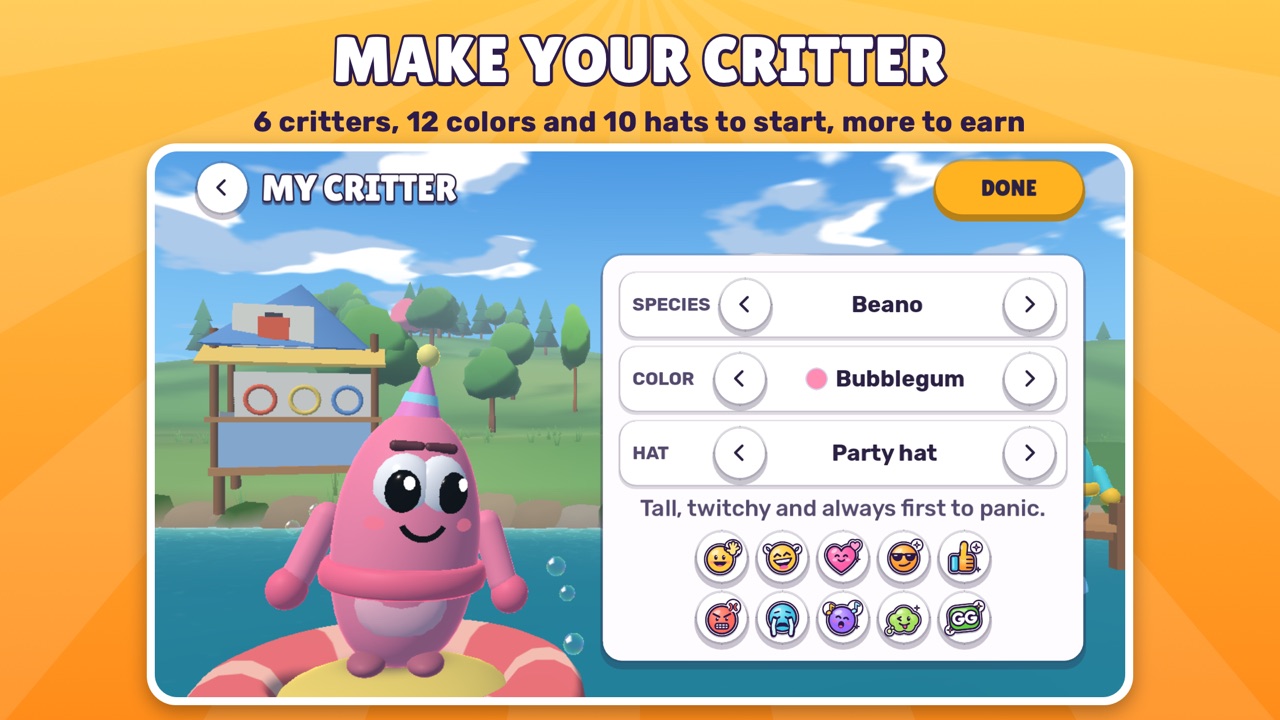 MAKE YOUR CRITTER
6 critters, 12 colors and 10 hats to start, more to earn
MY CRITTER
DONE
SPECIES Beano
COLOR Bubblegum
HAT Party hat
Tall, twitchy and always first to panic.
GG